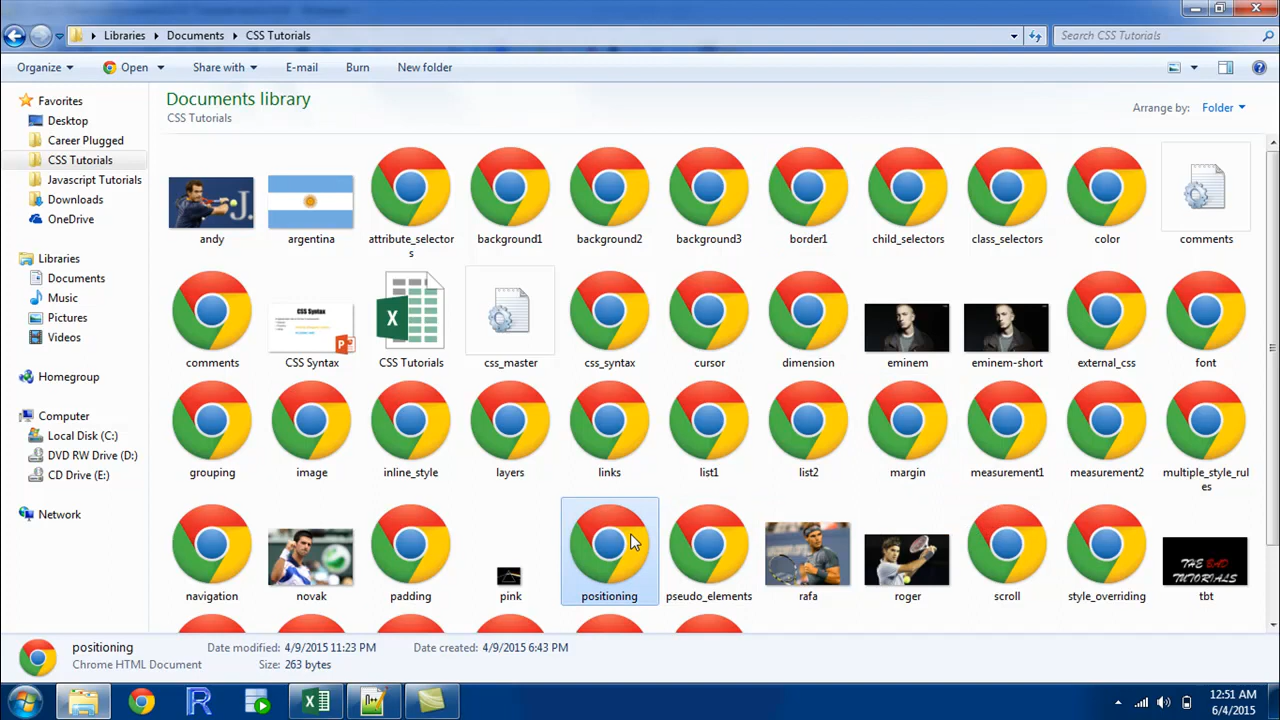 Libraries Documents CSS Tutorials Search CSS Tutorials
Organize Open Share with E-mail Burn New folder
Documents library
CSS Tutorials
Arrange by: Folder
Favorites
Desktop
Career Plugged
CSS Tutorials
Javascript Tutorials
Downloads
OneDrive
Libraries
Documents
Music
Pictures
Videos
Homegroup
Computer
Local Disk (C:)
DVD RW Drive (D:)
CD Drive (E:)
Network
andy argentina attribute_selector background1 background2 background3 border1 child_selectors class_selectors color comments
s
comments CSS Syntax CSS Tutorials css_master css_syntax cursor dimension eminem eminem-short external_css font
grouping image inline_style layers links list1 list2 margin measurement1 measurement2 multiple_style_rul
es
THE BAD
TUTORIALS
navigation novak padding pink positioning pseudo_elements rafa roger scroll style_overriding tbt
positioning Date modified: 4/9/2015 11:23 PM Date created: 4/9/2015 6:43 PM
Chrome HTML Document Size: 263 bytes
12:51 AM
6/4/2015